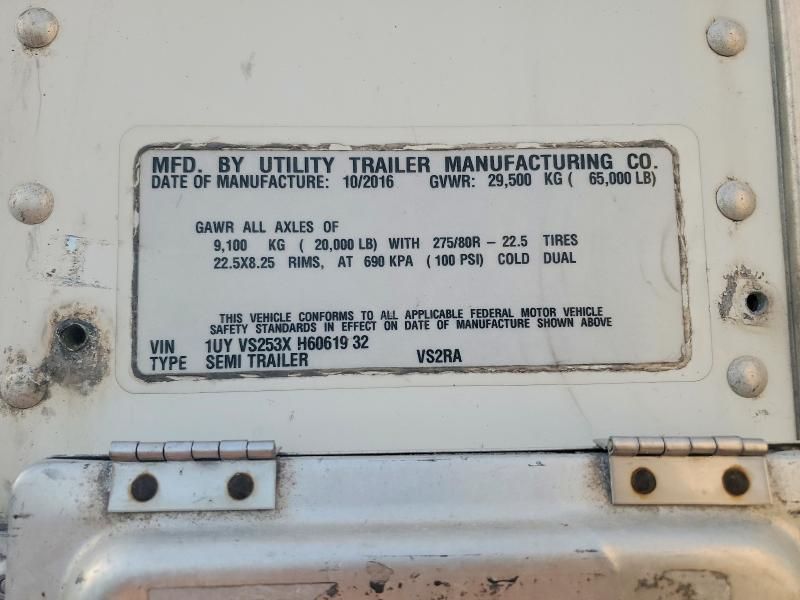 MFD. BY UTILITY TRAILER MANUFACTURING CO.
DATE OF MANUFACTURE: 10/2016 GVWR: 29,500 KG ( 65,000 LB)
GAWR ALL AXLES OF
9,100 KG ( 20,000 LB) WITH 275/80R - 22.5 TIRES
22.5X8.25 RIMS, AT 690 KPA ( 100 PSI) COLD DUAL
THIS VEHICLE CONFORMS TO ALL APPLICABLE FEDERAL MOTOR VEHICLE
SAFETY STANDARDS IN EFFECT ON DATE OF MANUFACTURE SHOWN ABOVE
VIN 1UY VS253X H60619 32
TYPE SEMI TRAILER VS2RA